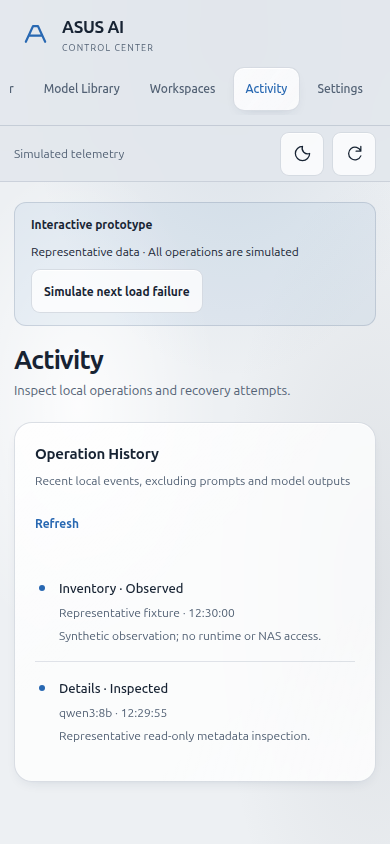 ASUS AI
CONTROL CENTER
r Model Library Workspaces Activity Settings
Simulated telemetry
Interactive prototype
Representative data · All operations are simulated
Simulate next load failure
Activity
Inspect local operations and recovery attempts.
Operation History
Recent local events, excluding prompts and model outputs
Refresh
Inventory · Observed
Representative fixture · 12:30:00
Synthetic observation; no runtime or NAS access.
Details · Inspected
qwen3:8b · 12:29:55
Representative read-only metadata inspection.